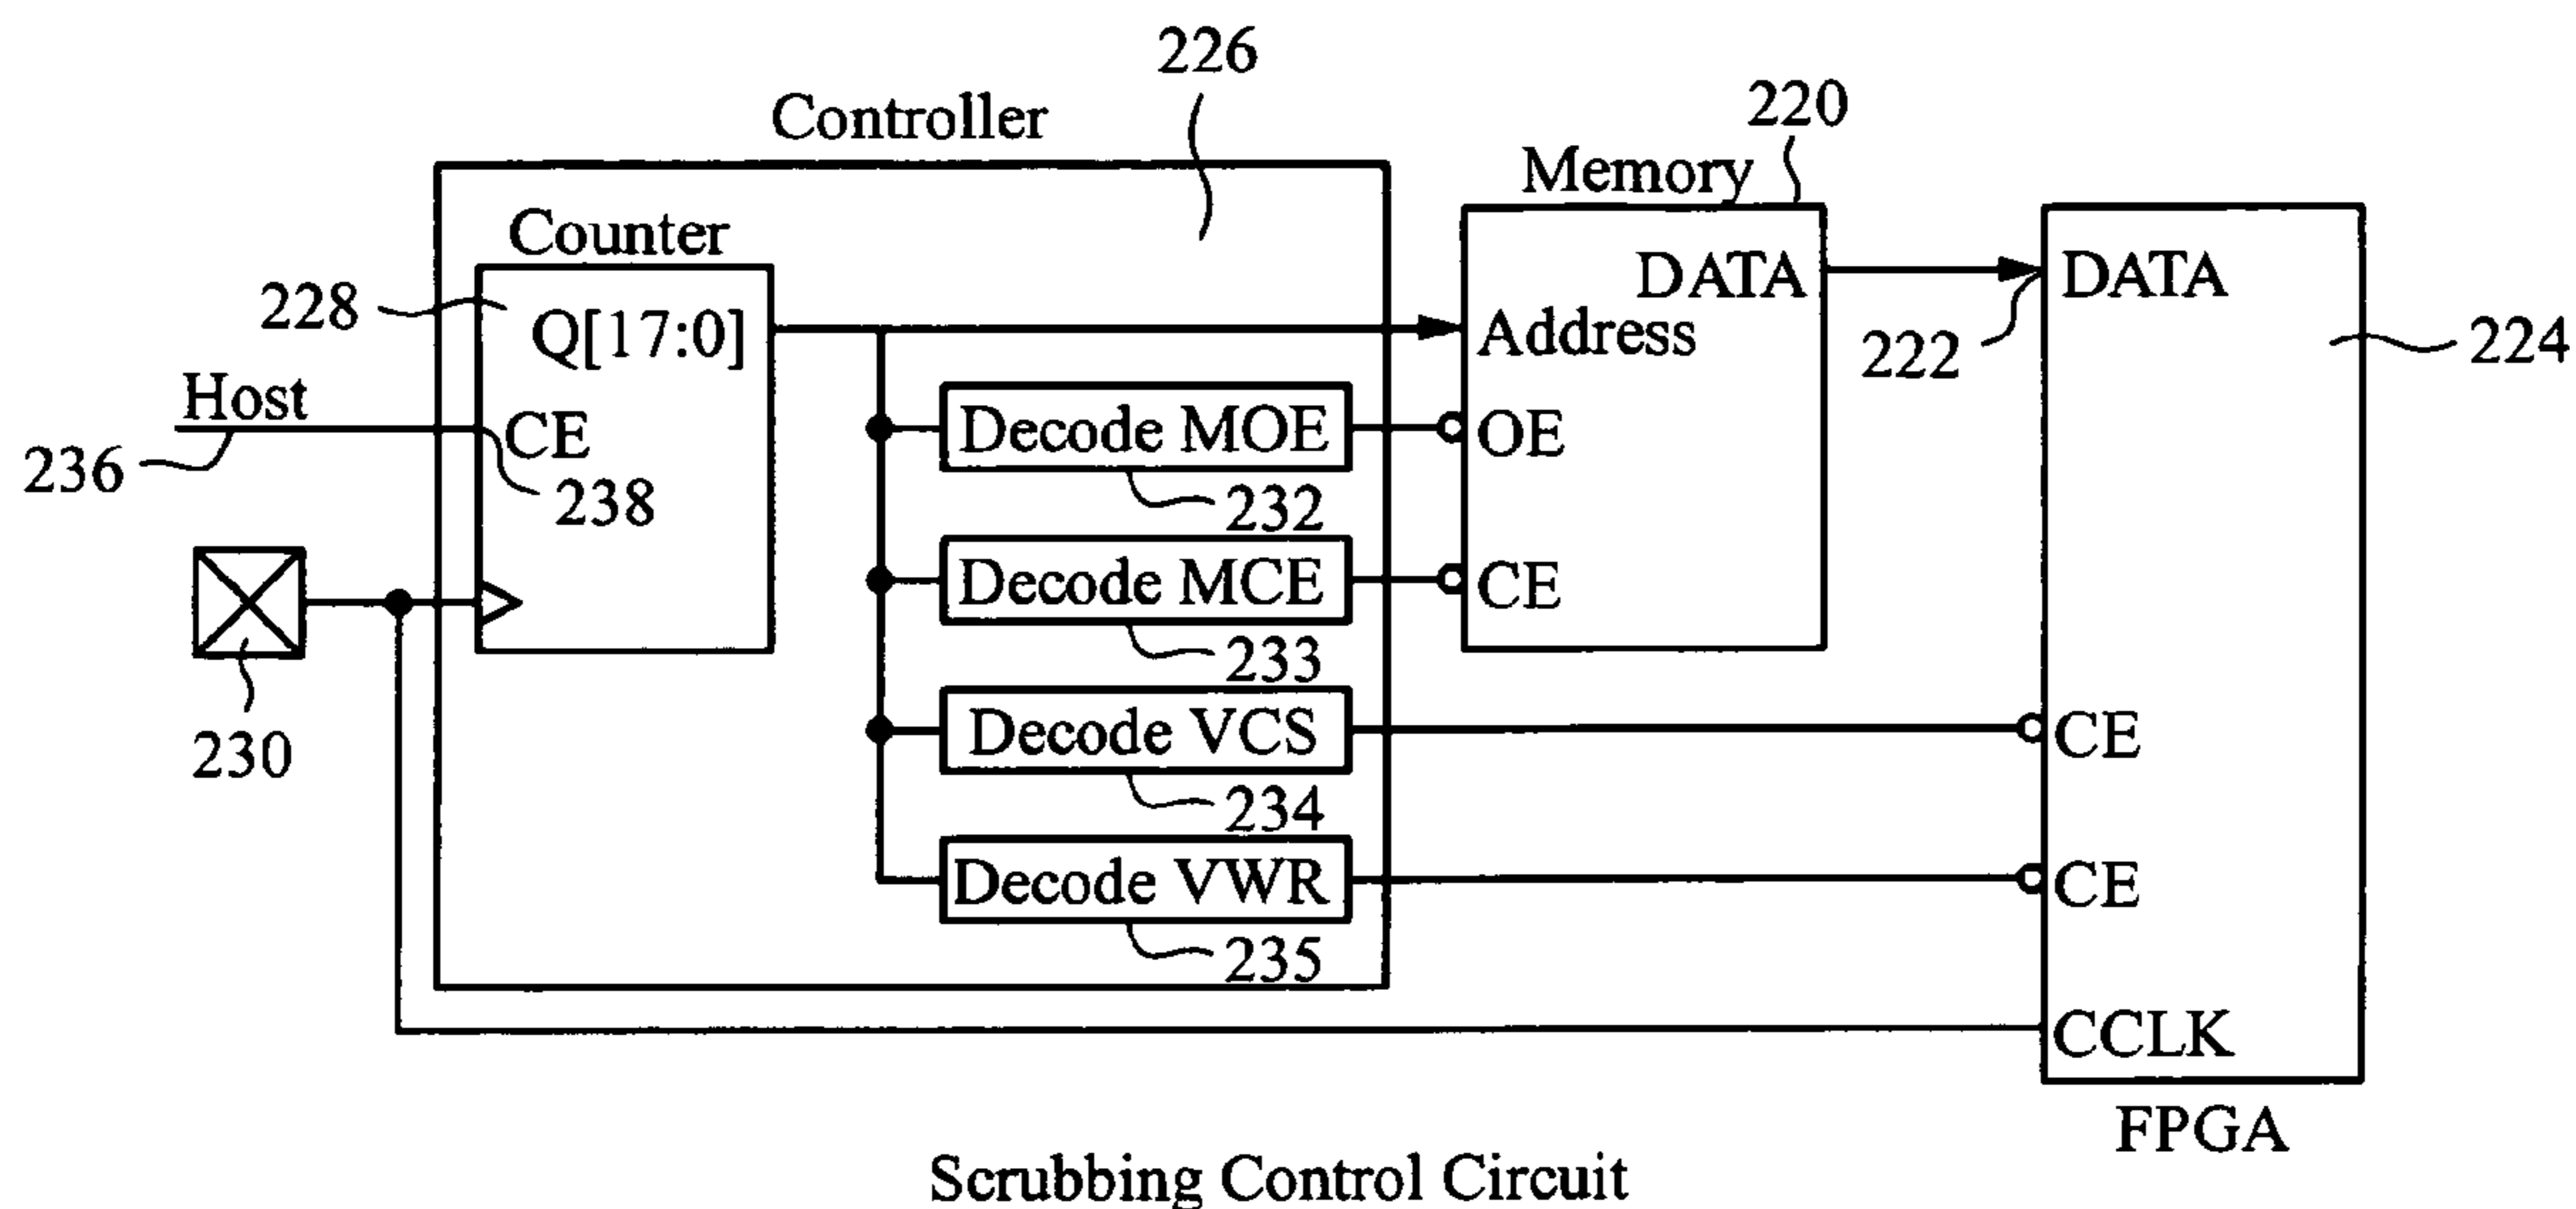 226
Controller
220
Memory
Counter
228
Q[17:0]
DATA
DATA
Address
222
224
Host
CE
Decode MOE
OE
236
238
232
Decode MCE
CE
233
230
Decode VCS
CE
234
Decode VWR
CE
235
CCLK
FPGA
Scrubbing Control Circuit